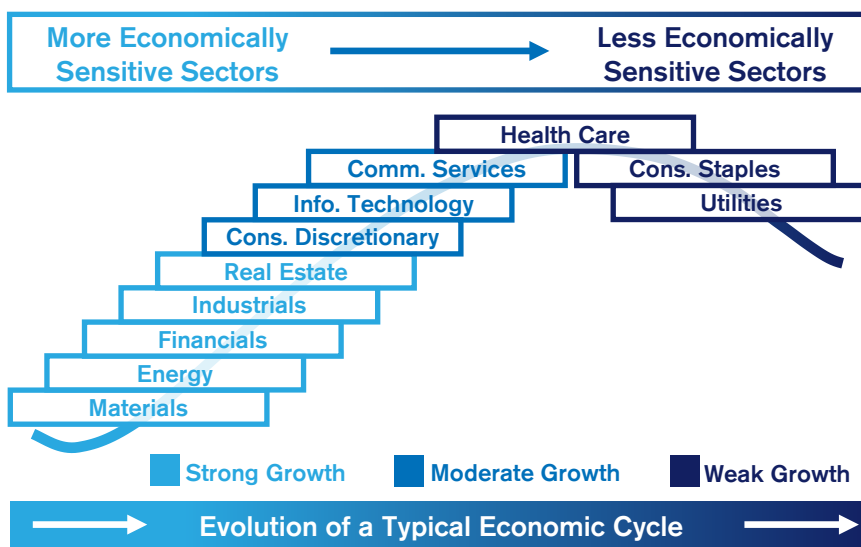 More Economically
Sensitive Sectors
Less Economically
Sensitive Sectors
Health Care
Comm. Services
Cons. Staples
Info. Technology
Utilities
Cons. Discretionary
Real Estate
Industrials
Financials
Energy
Materials
Strong Growth
Moderate Growth
Weak Growth
Evolution of a Typical Economic Cycle